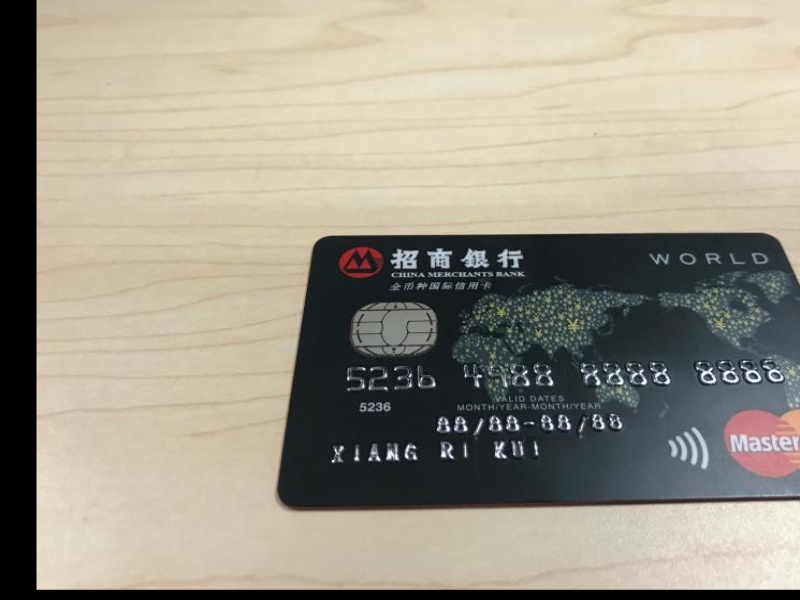 招商銀行
CHINA MERCHANTS BANK
全币种国际信用卡
WORLD
5236 8888 8888
5236
VALID DATES
MONTH/YEAR-MONTH/YEAR
88/88-88/88
XIANG RI KUI
Master